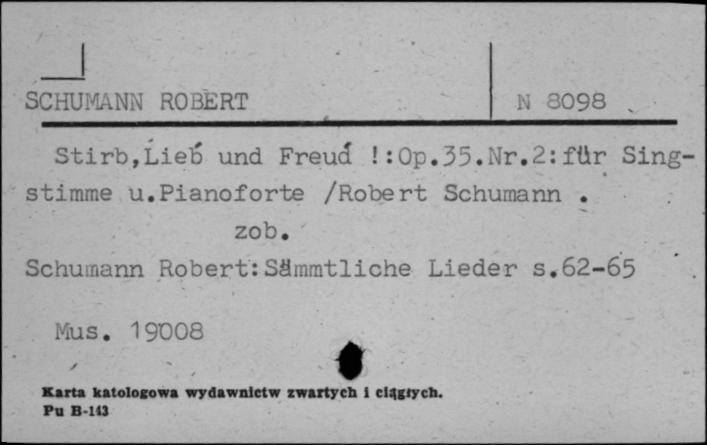 SCHUMANN ROBERT N 8098
Stirb,Lieb́ und Freud́ !:Op.35.Nr.2:für Sing-
stimme u.Pianoforte /Robert Schumann .
zob.
Schumann Robert:Sämmtliche Lieder s.62-65
Mus. 19008
Karta katologowa wydawnictw zwartych i ciągłych.
Pu B-143